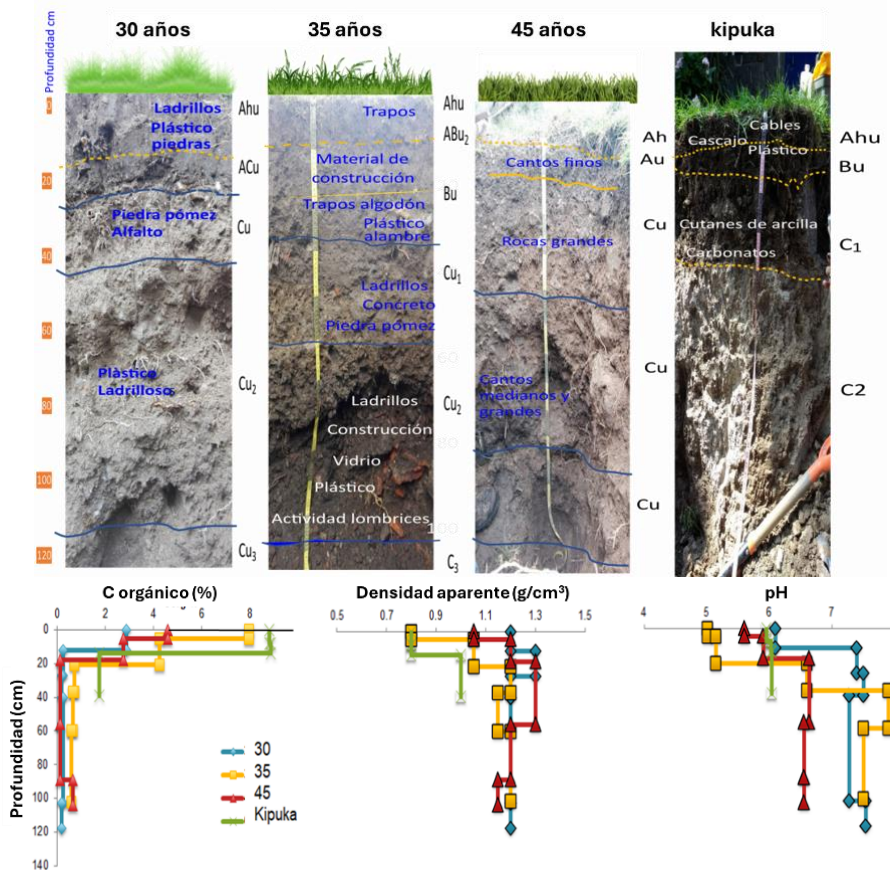 30 años
35 años
45 años
kipuka
Profundidad cm
0
20
40
60
80
100
120
Ladrillos
Plástico
piedras
Piedra pómez
Alfalto
Plàstico
Ladrilloso
Ahu
ACu
Cu
Cu2
Cu3
Trapos
Material de
construcción
Trapos algodón
Plástico
alambre
Ladrillos
Concreto
Piedra pómez
Ladrillos
Construcción
Vidrio
Plástico
Actividad lombrices
Ahu
ABu2
Bu
Cu1
Cu2
C3
60
80
100
Cantos finos
Rocas grandes
Cantos
medianos y
grandes
Ah
Au
Cu
Cu
Cu
Cables
Cascajo
Plástico
Cutanes de arcilla
Carbonatos
Ahu
Bu
C1
C2
C orgánico (%)
0 2 4 6 8
Profundidad (cm)
0
20
40
60
80
100
120
140
30
35
45
Kipuka
Densidad aparente (g/cm3)
0.5 0.7 0.9 1.1 1.3 1.5
pH
4 5 6 7